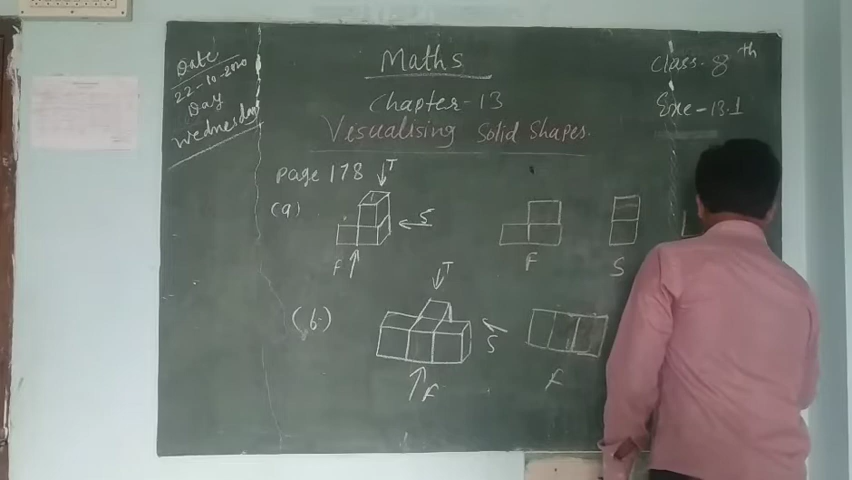 Date
22-10-2020
Day
Wednesday
Maths
Class-8th
Chapter-13
Exe-13.1
Visualising Solid Shapes.
Page 178
T
(a)
S
F
F
S
T
(b)
S
F
F